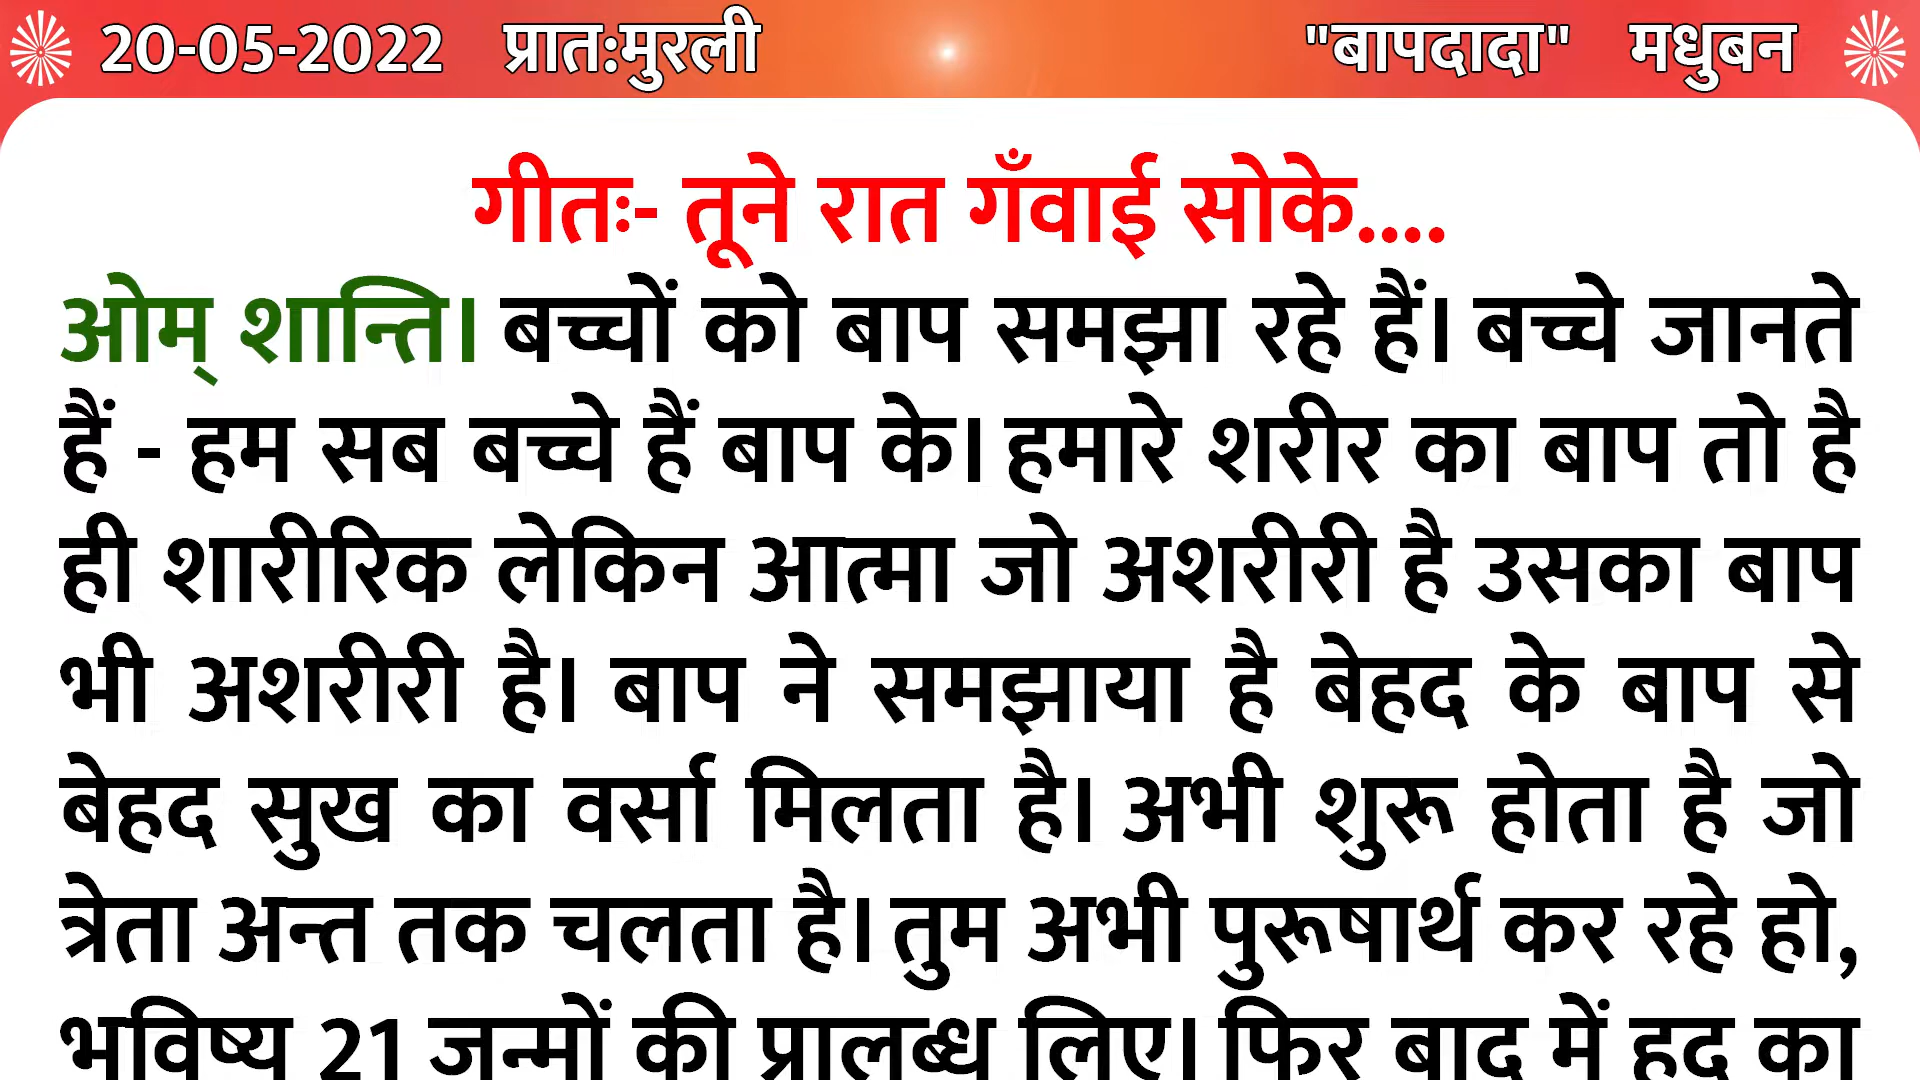 20-05-2022 प्रात:मुरली "बापदादा" मधुबन
गीतः- तूने रात गँवाई सोके....
ओम् शान्ति। बच्चों को बाप समझा रहे हैं। बच्चे जानते
हैं - हम सब बच्चे हैं बाप के। हमारे शरीर का बाप तो है
ही शारीरिक लेकिन आत्मा जो अशरीरी है उसका बाप
भी अशरीरी है। बाप ने समझाया है बेहद के बाप से
बेहद सुख का वर्सा मिलता है। अभी शुरू होता है जो
त्रेता अन्त तक चलता है। तुम अभी पुरूषार्थ कर रहे हो,
भविष्य 21 जन्मों की प्रालब्ध लिए। फिर बाद में हद का